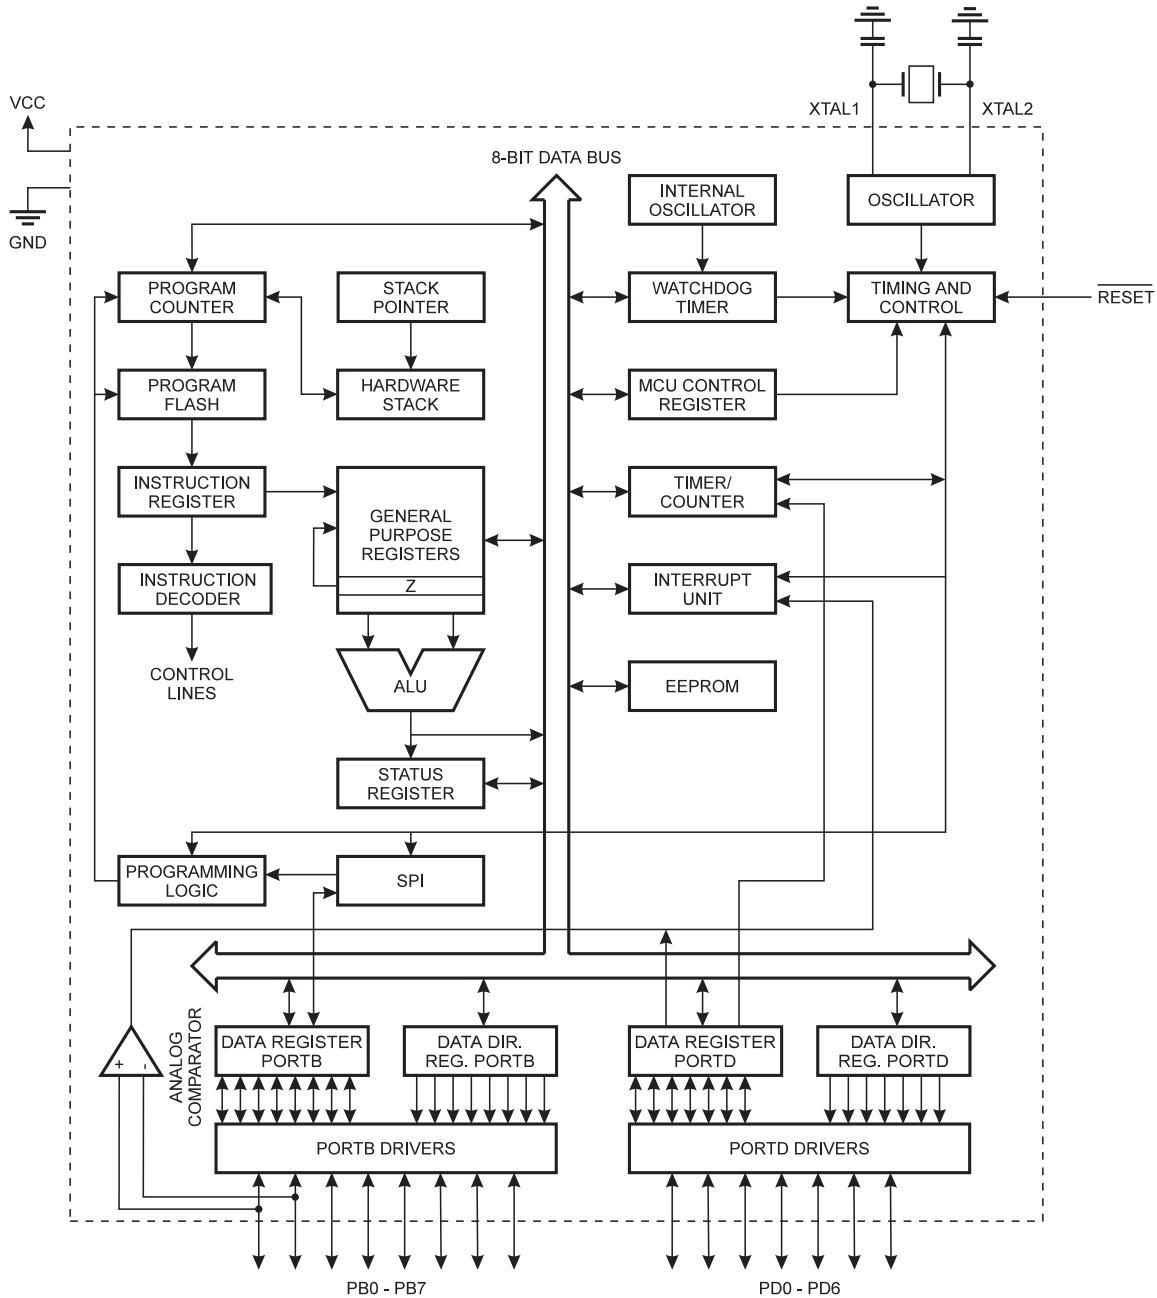 XTAL1
XTAL2
VCC
GND
8-BIT DATA BUS
INTERNAL
OSCILLATOR
OSCILLATOR
PROGRAM
COUNTER
STACK
POINTER
WATCHDOG
TIMER
TIMING AND
CONTROL
RESET
PROGRAM
FLASH
HARDWARE
STACK
MCU CONTROL
REGISTER
INSTRUCTION
REGISTER
GENERAL
PURPOSE
REGISTERS
Z
TIMER/
COUNTER
INSTRUCTION
DECODER
INTERRUPT
UNIT
CONTROL
LINES
ALU
EEPROM
STATUS
REGISTER
PROGRAMMING
LOGIC
SPI
ANALOG
COMPARATOR
+
-
DATA REGISTER
PORTB
DATA DIR.
REG. PORTB
DATA REGISTER
PORTD
DATA DIR.
REG. PORTD
PORTB DRIVERS
PORTD DRIVERS
PB0 - PB7
PD0 - PD6